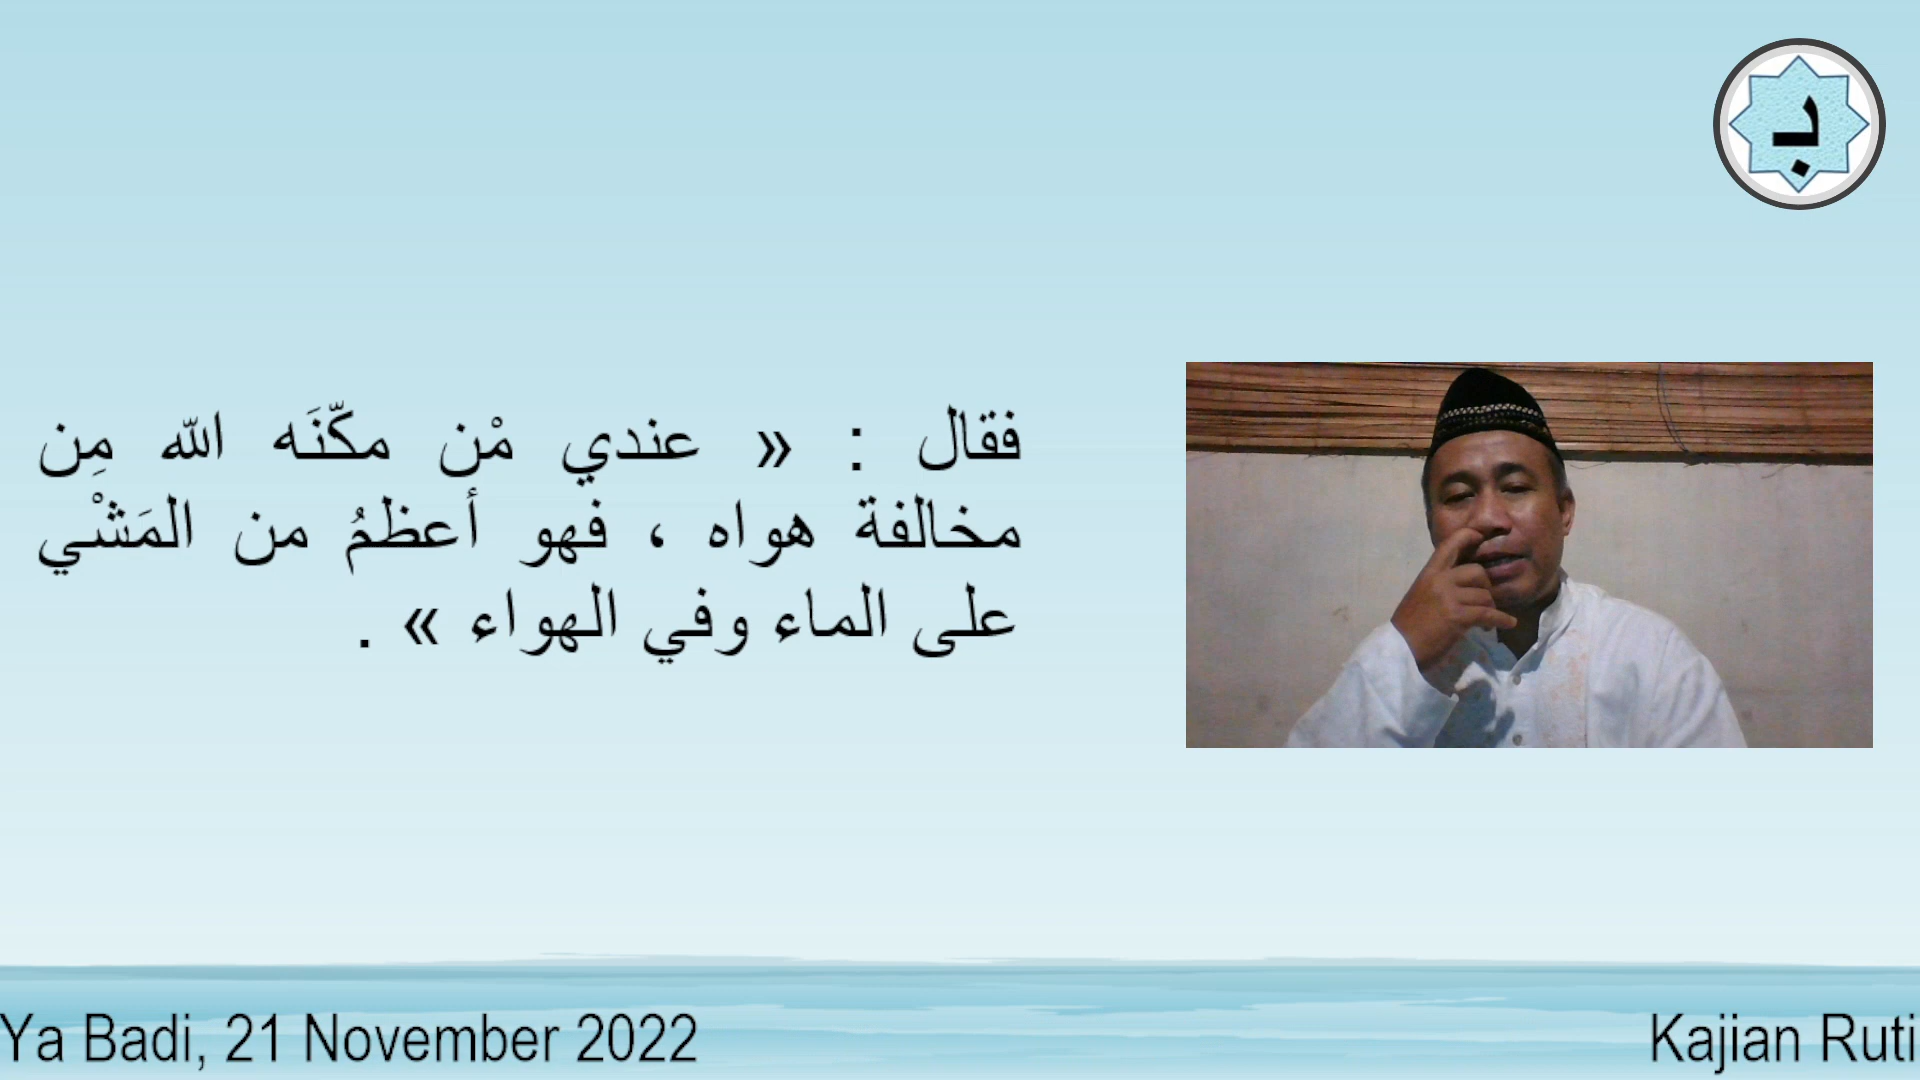 ب
فقال : « عندي مْن مكّنَه الله مِن
مخالفة هواه ، فهو أعظمُ من المَشْي
على الماء وفي الهواء » .
Ya Badi, 21 November 2022
Kajian Ruti